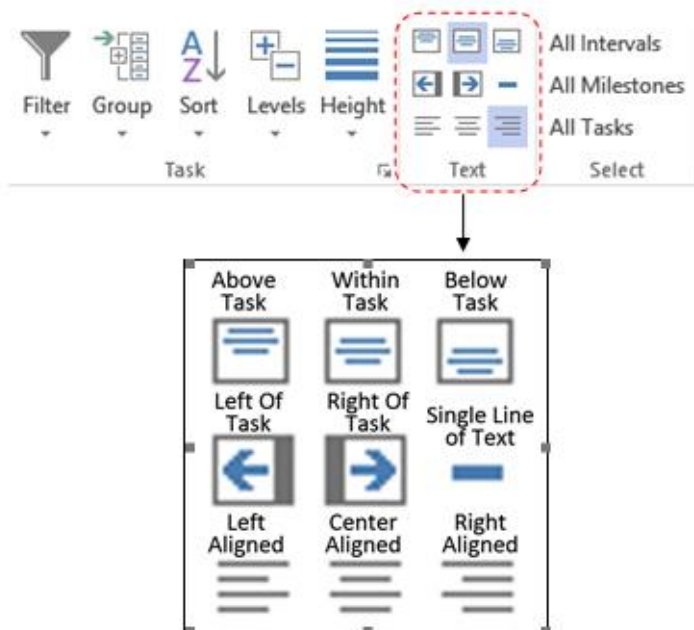 A
Z
All Intervals
All Milestones
Filter Group Sort Levels Height
All Tasks
Task Text Select
Above Within Below
Task Task Task
Left Of Right Of Single Line
Task Task of Text
Left Center Right
Aligned Aligned Aligned